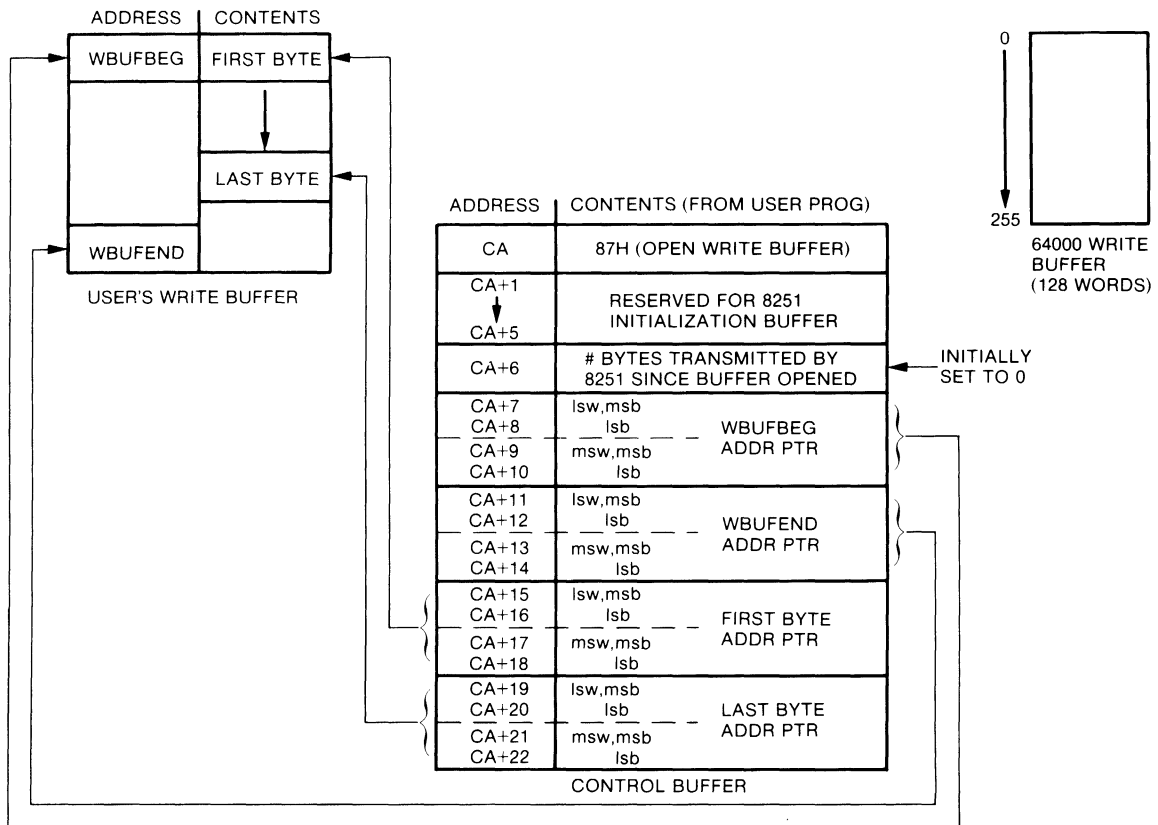 ADDRESS CONTENTS
WBUFBEG FIRST BYTE
LAST BYTE
WBUFEND
USER'S WRITE BUFFER
0
255
64000 WRITE
BUFFER
(128 WORDS)
ADDRESS CONTENTS (FROM USER PROG)
CA 87H (OPEN WRITE BUFFER)
CA+1
CA+5
RESERVED FOR 8251
INITIALIZATION BUFFER
CA+6
# BYTES TRANSMITTED BY
8251 SINCE BUFFER OPENED
INITIALLY
SET TO 0
CA+7 lsw,msb
CA+8 lsb
CA+9 msw,msb
CA+10 lsb
WBUFBEG
ADDR PTR
CA+11 lsw,msb
CA+12 lsb
CA+13 msw,msb
CA+14 lsb
WBUFEND
ADDR PTR
CA+15 lsw,msb
CA+16 lsb
CA+17 msw,msb
CA+18 lsb
FIRST BYTE
ADDR PTR
CA+19 lsw,msb
CA+20 lsb
CA+21 msw,msb
CA+22 lsb
LAST BYTE
ADDR PTR
CONTROL BUFFER